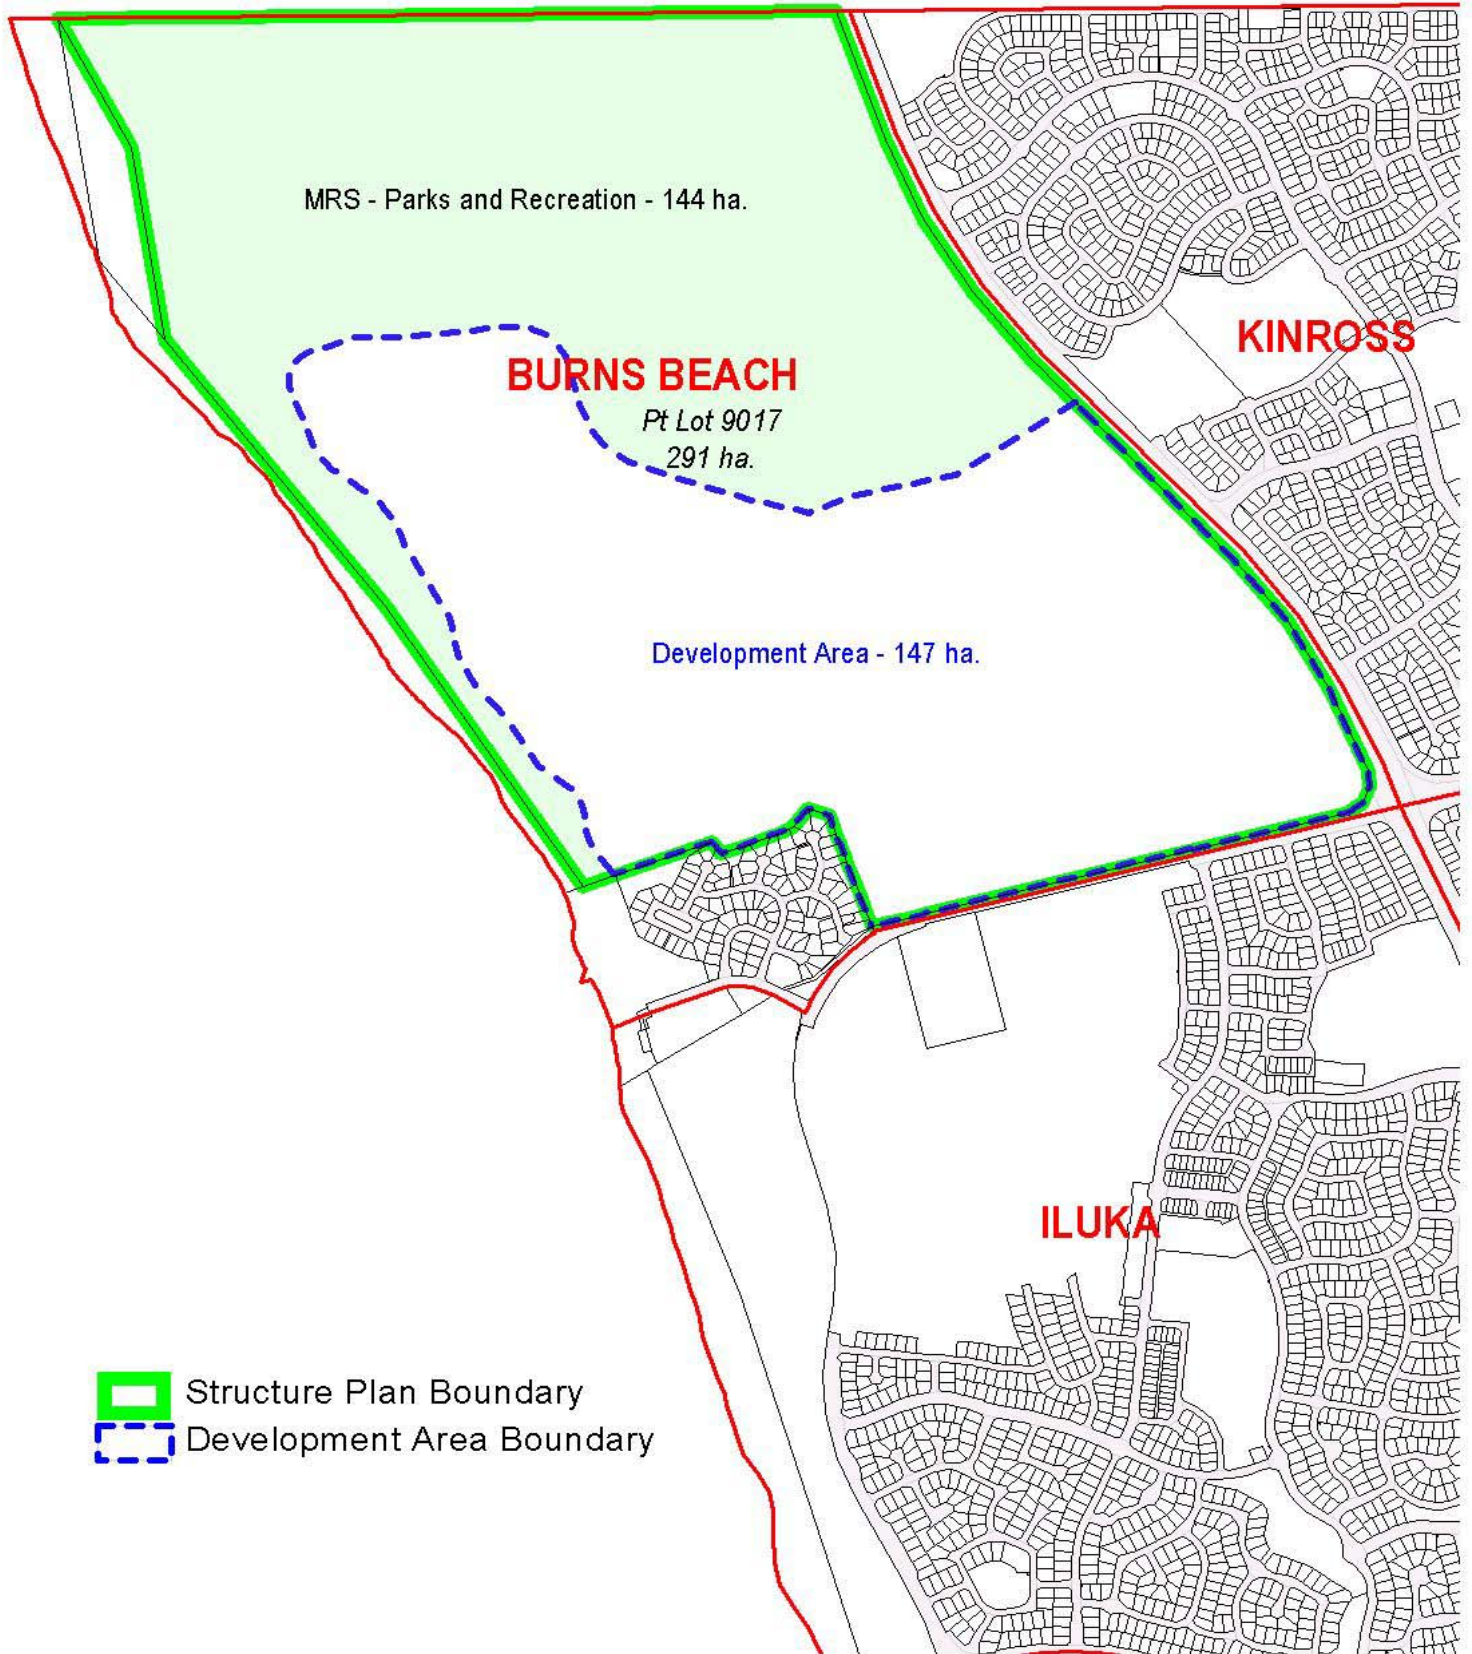 MRS - Parks and Recreation - 144 ha.
KINROSS
BURNS BEACH
Pt Lot 9017
291 ha.
Development Area - 147 ha.
ILUKA
Structure Plan Boundary
Development Area Boundary